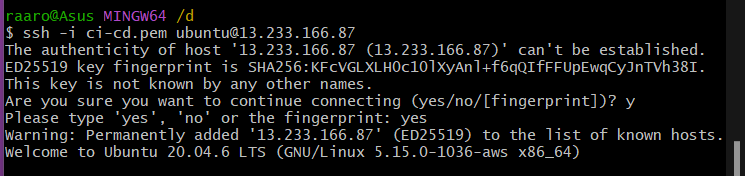 raaro@Asus MINGW64 /d
$ ssh -i ci-cd.pem ubuntu@13.233.166.87
The authenticity of host '13.233.166.87 (13.233.166.87)' can't be established.
ED25519 key fingerprint is SHA256:KFcVGLXLHOc10lXyAnl+f6qQIfFFUpEwqCyJnTVh38I.
This key is not known by any other names.
Are you sure you want to continue connecting (yes/no/[fingerprint])? y
Please type 'yes', 'no' or the fingerprint: yes
Warning: Permanently added '13.233.166.87' (ED25519) to the list of known hosts.
Welcome to Ubuntu 20.04.6 LTS (GNU/Linux 5.15.0-1036-aws x86_64)